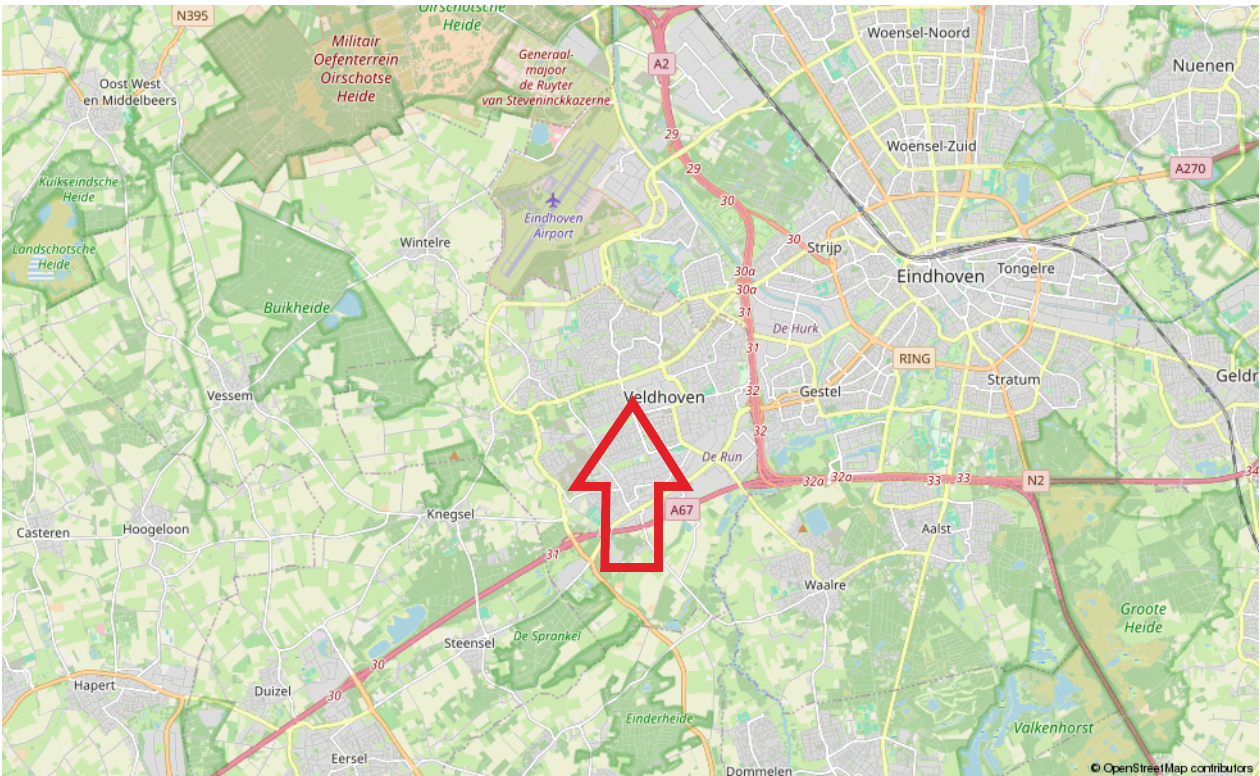 N395
Oirschotsche
Heide
Militair
Oefenterrein
Oirschotse
Heide
Generaal-
majoor
de Ruyter
van Steveninckkazerne
A2
Woensel-Noord
Nuenen
Oost West
en Middelbeers
29
Woensel-Zuid
29
A270
Kuikseindsche
Heide
30
Eindhoven
Airport
Wintelre
30
Strijp
Landschotsche
Heide
30a
Eindhoven
Tongelre
30a
Buikheide
31
De Hurk
31
RING
Geldr
Stratum
Vessem
Veldhoven
32
Gestel
32
De Run
34
32a
32a
33
33
N2
Knegsel
A67
Casteren
Hoogeloon
Aalst
31
Waalre
Groote
Heide
Steensel
De Sprankel
30
Hapert
Duizel
30
Einderheide
Valkenhorst
Eersel
Dommelen
© OpenStreetMap contributors